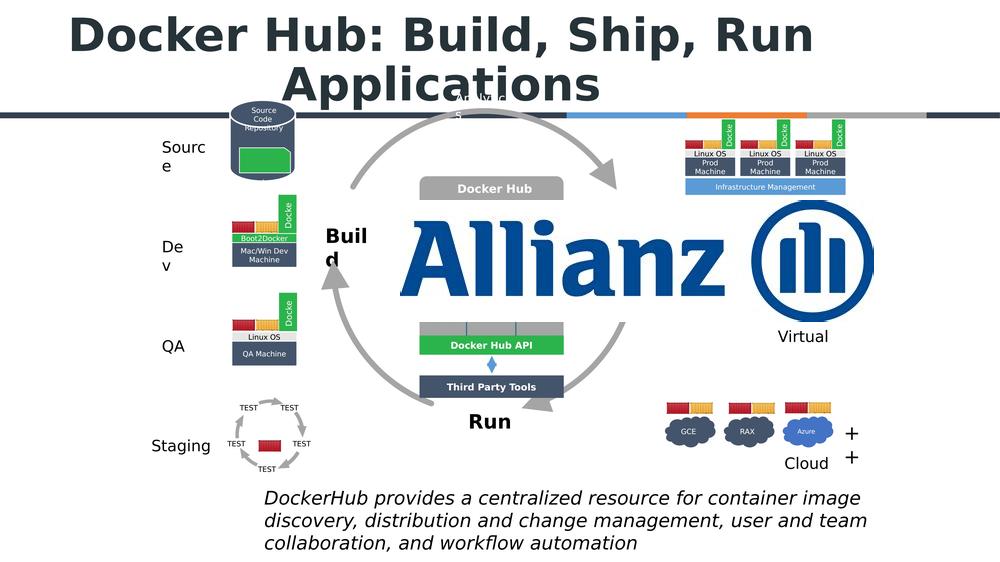 Docker Hub: Build, Ship, Run
Applications
Source
Code
Repository
Sourc
e
Docke
Docke
Docke
Linux OS
Linux OS
Linux OS
Prod
Machine
Prod
Machine
Prod
Machine
Infrastructure Management
Docker Hub
De
v
Docke
Boot2Docker
Mac/Win Dev
Machine
Buil
d
Allianz
Virtual
QA
Docke
Linux OS
QA Machine
Docker Hub API
Third Party Tools
Run
Staging
TEST
TEST
TEST
TEST
TEST
GCE
RAX
Azure
+
+
Cloud
DockerHub provides a centralized resource for container image
discovery, distribution and change management, user and team
collaboration, and workflow automation